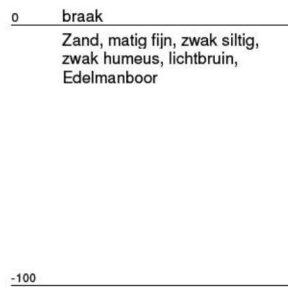 0 braak
Zand, matig fijn, zwak siltig,
zwak humeus, lichtbruin,
Edelmanboor
-100